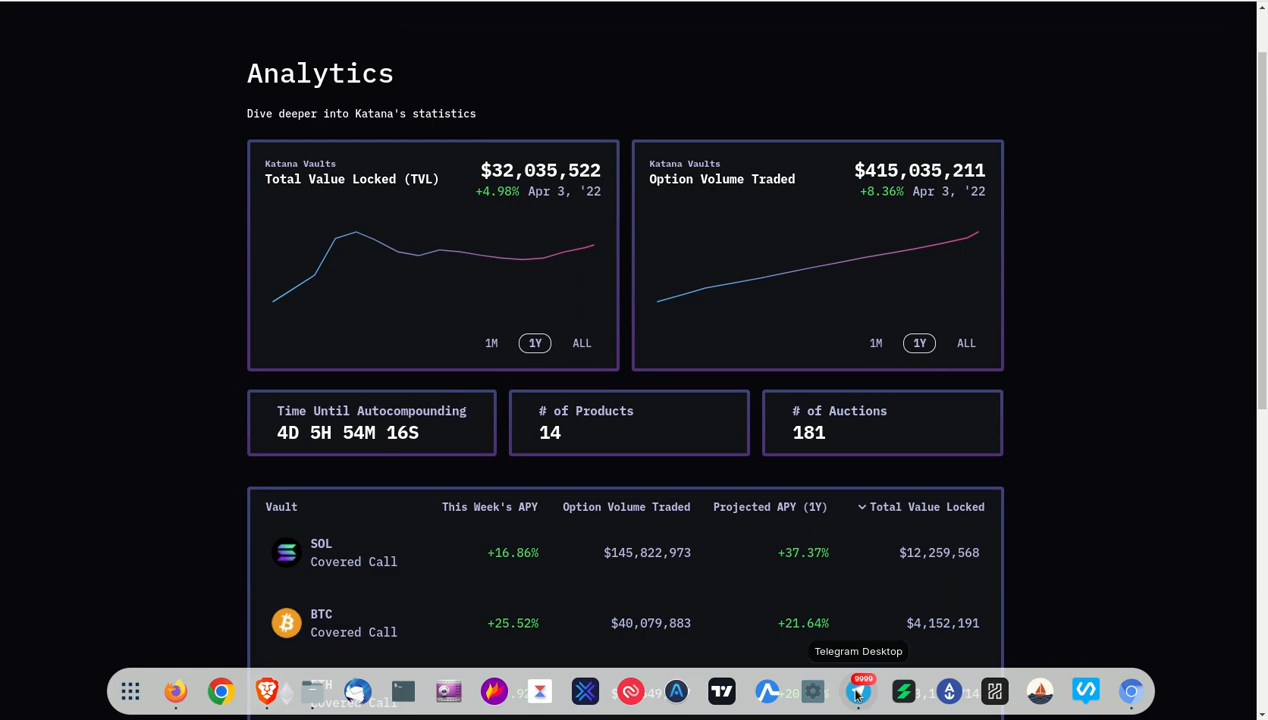 Analytics
Dive deeper into Katana's statistics
Katana Vaults
Total Value Locked (TVL)
$32,035,522
+4.98% Apr 3, '22
1M 1Y ALL
Katana Vaults
Option Volume Traded
$415,035,211
+8.36% Apr 3, '22
1M 1Y ALL
Time Until Autocompounding
4D 5H 54M 16S
# of Products
14
# of Auctions
181
Vault This Week's APY Option Volume Traded Projected APY (1Y) Total Value Locked
SOL
Covered Call
+16.86% $145,822,973 +37.37% $12,259,568
BTC
Covered Call
+25.52% $40,079,883 +21.64% $4,152,191
Telegram Desktop
9999